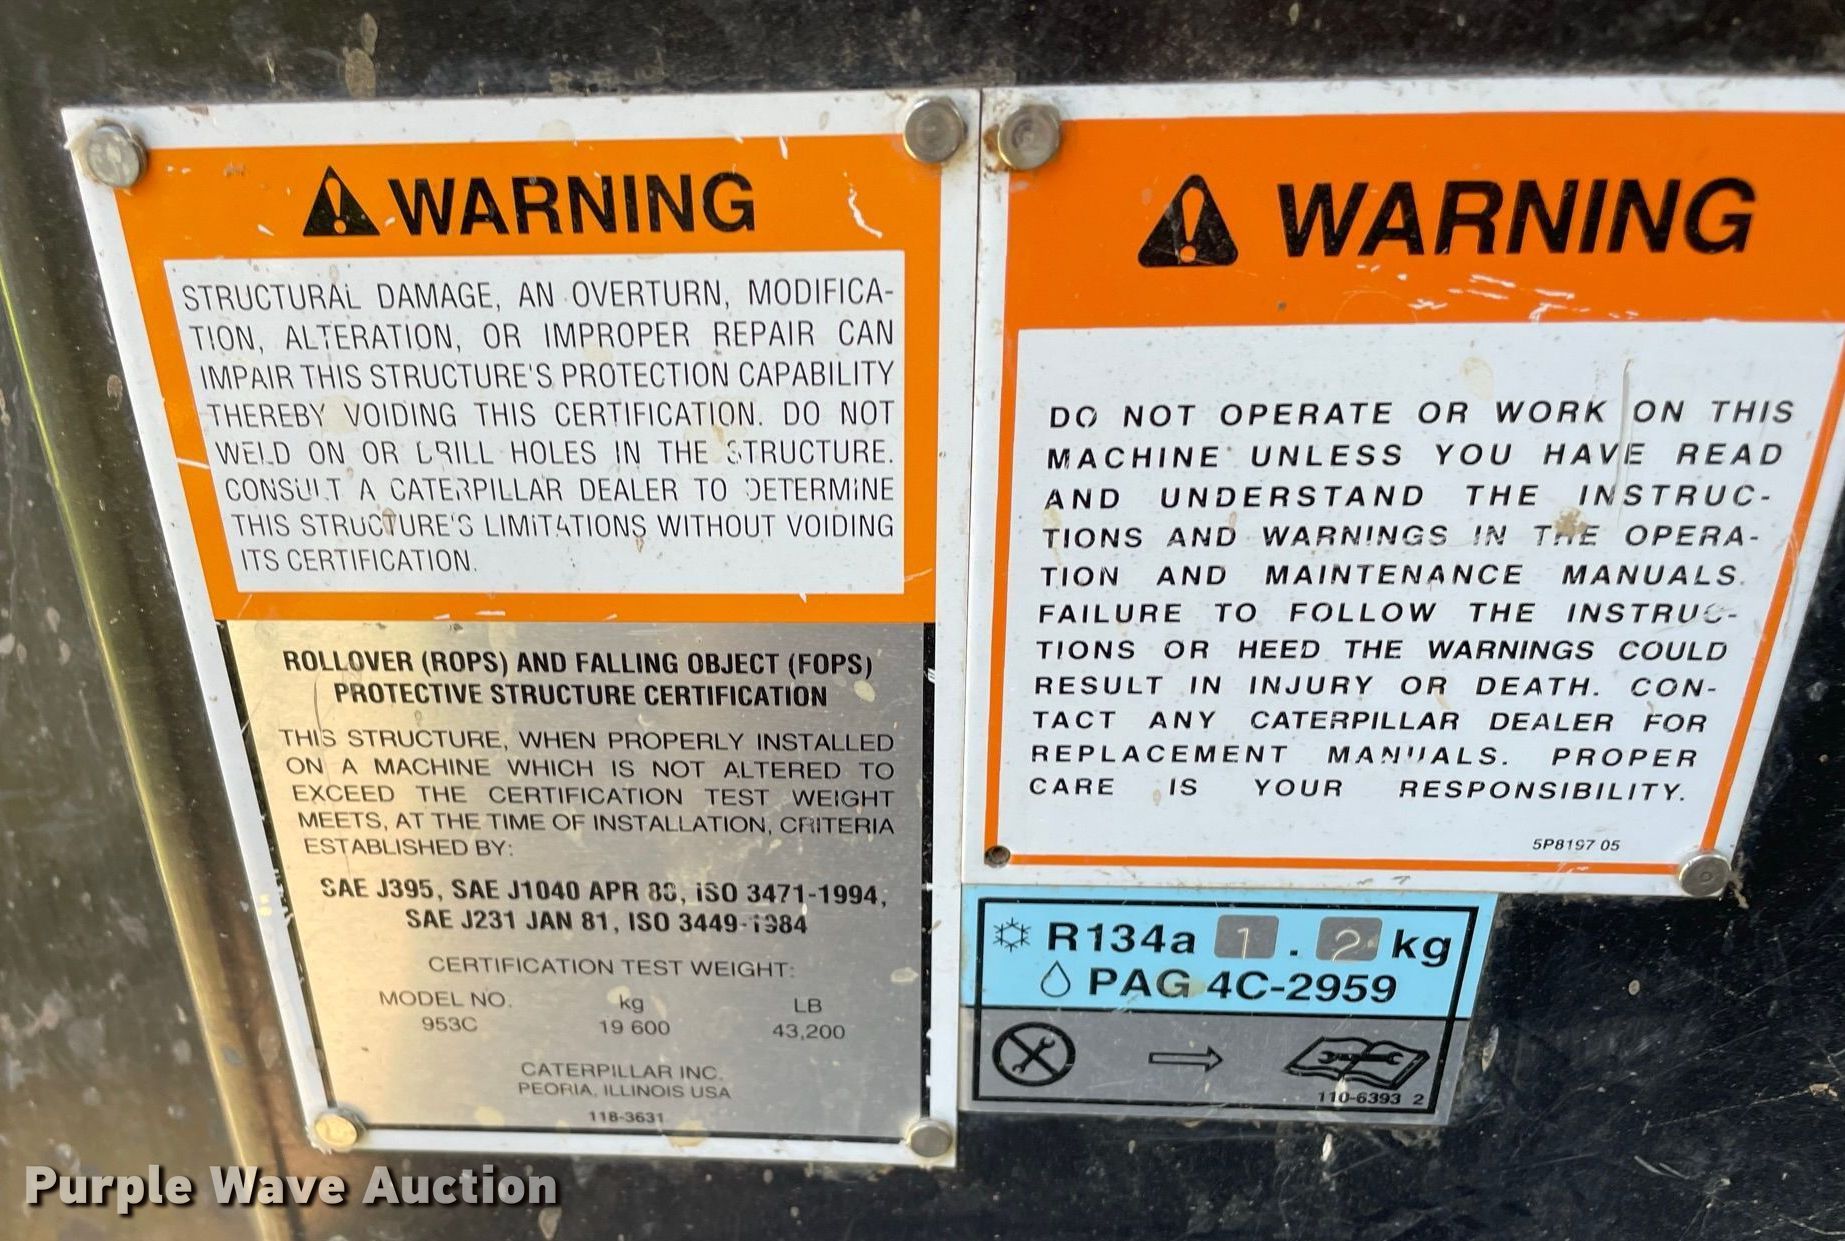 WARNING
STRUCTURAL DAMAGE, AN OVERTURN, MODIFICA-
TION, ALTERATION, OR IMPROPER REPAIR CAN
IMPAIR THIS STRUCTURE'S PROTECTION CAPABILITY
THEREBY VOIDING THIS CERTIFICATION. DO NOT
WELD ON OR DRILL HOLES IN THE STRUCTURE.
CONSULT A CATERPILLAR DEALER TO DETERMINE
THIS STRUCTURE'S LIMITATIONS WITHOUT VOIDING
ITS CERTIFICATION.
ROLLOVER (ROPS) AND FALLING OBJECT (FOPS)
PROTECTIVE STRUCTURE CERTIFICATION
THIS STRUCTURE, WHEN PROPERLY INSTALLED
ON A MACHINE WHICH IS NOT ALTERED TO
EXCEED THE CERTIFICATION TEST WEIGHT
MEETS, AT THE TIME OF INSTALLATION, CRITERIA
ESTABLISHED BY:
SAE J395, SAE J1040 APR 88, ISO 3471-1994,
SAE J231 JAN 81, ISO 3449-1984
CERTIFICATION TEST WEIGHT:
MODEL NO. kg LB
953C 19 600 43,200
CATERPILLAR INC.
PEORIA, ILLINOIS USA
118-3631
WARNING
DO NOT OPERATE OR WORK ON THIS
MACHINE UNLESS YOU HAVE READ
AND UNDERSTAND THE INSTRUC-
TIONS AND WARNINGS IN THE OPERA-
TION AND MAINTENANCE MANUALS.
FAILURE TO FOLLOW THE INSTRUC-
TIONS OR HEED THE WARNINGS COULD
RESULT IN INJURY OR DEATH. CON-
TACT ANY CATERPILLAR DEALER FOR
REPLACEMENT MANUALS. PROPER
CARE IS YOUR RESPONSIBILITY.
5P8197 05
R134a 1.2 kg
PAG 4C-2959
110-6393 2
Purple Wave Auction